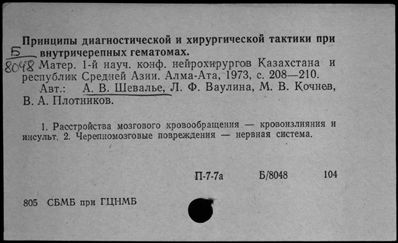 Принципы диагностической и хирургической тактики при
Б внутричерепных гематомах.
8048 Матер. 1-й науч. конф. нейрохирургов Казахстана и
республик Средней Азии. Алма-Ата, 1973, с. 208—210.
Авт.: А. В. Шевалье, Л. Ф. Ваулина, М. В. Кочнев,
В. А. Плотников.
1. Расстройства мозгового кровообращения — кровоизлияния и
инсульт. 2. Черепномозговые повреждения — нервная система.
П-7-7а Б/8048 104
805 СБМБ при ГЦНМБ